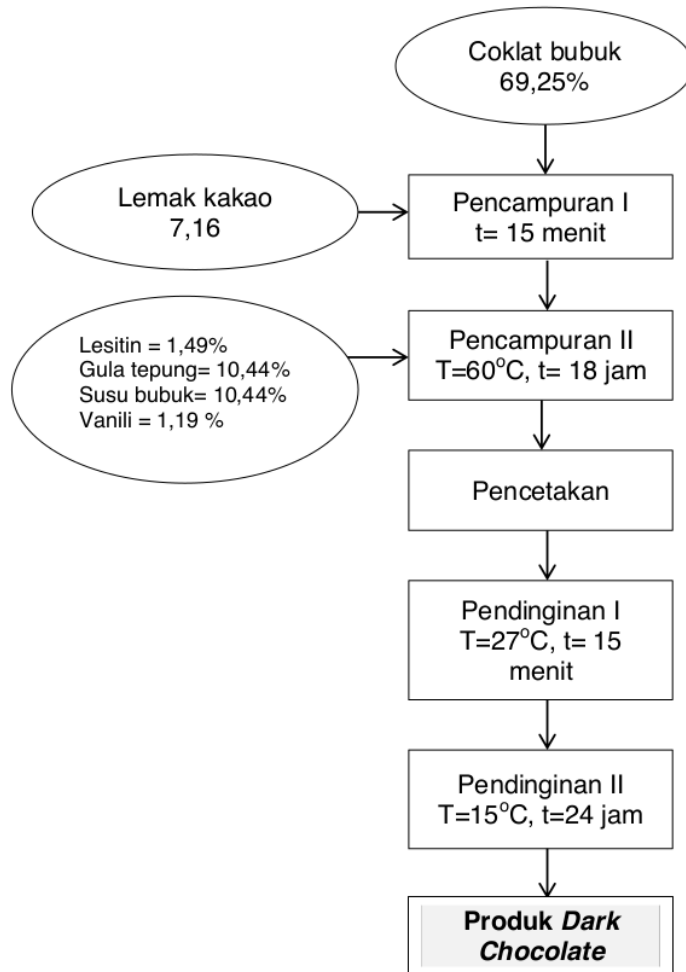 Coklat bubuk
69,25%
Lemak kakao
7,16
Pencampuran I
t= 15 menit
Lesitin = 1,49%
Gula tepung= 10,44%
Susu bubuk= 10,44%
Vanili = 1,19 %
Pencampuran II
T=60°C, t= 18 jam
Pencetakan
Pendinginan I
T=27°C, t= 15
menit
Pendinginan II
T=15°C, t=24 jam
Produk Dark
Chocolate